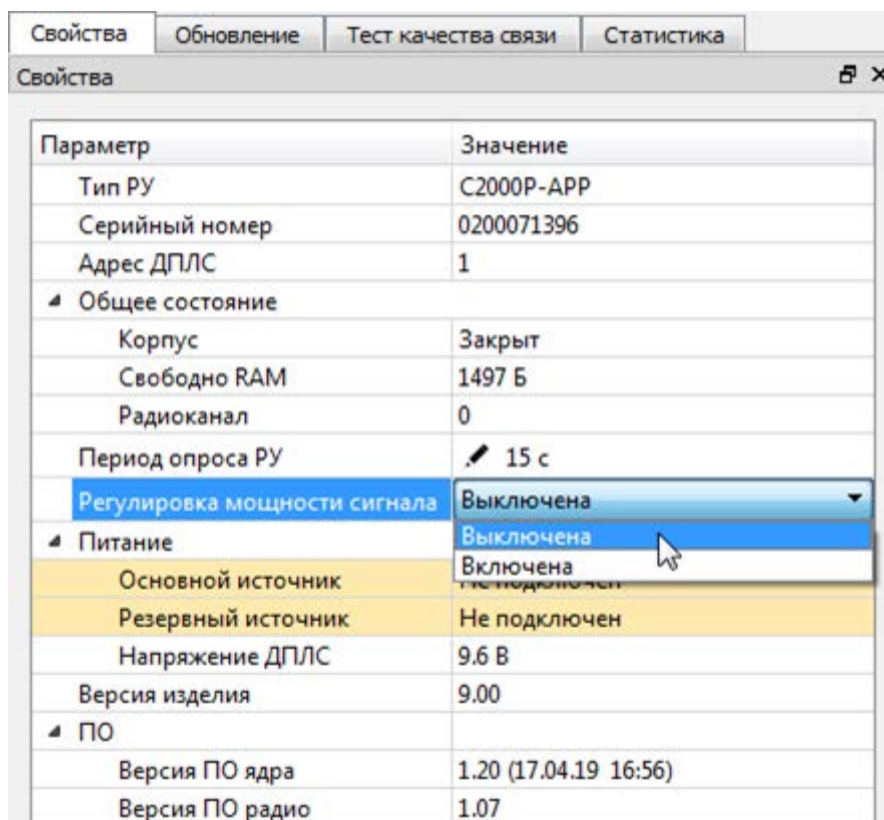 Свойства Обновление Тест качества связи Статистика
Свойства
Параметр Значение
Тип РУ С2000Р-АРР
Серийный номер 0200071396
Адрес ДПЛС 1
Общее состояние
Корпус Закрыт
Свободно RAM 1497 Б
Радиоканал 0
Период опроса РУ 15 с
Регулировка мощности сигнала Выключена
Питание Выключена
Включена
Основной источник
Резервный источник Не подключен
Напряжение ДПЛС 9.6 В
Версия изделия 9.00
ПО
Версия ПО ядра 1.20 (17.04.19 16:56)
Версия ПО радио 1.07